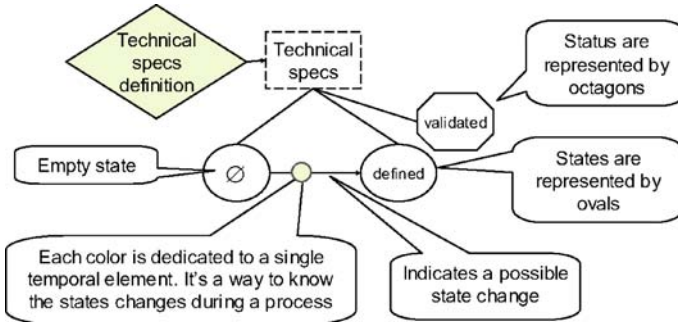 Technical
specs
definition
Technical
specs
Status are
represented by
octagons
validated
Empty state
∅
defined
States are
represented by
ovals
Each color is dedicated to a single
temporal element. It's a way to know
the states changes during a process
Indicates a possible
state change